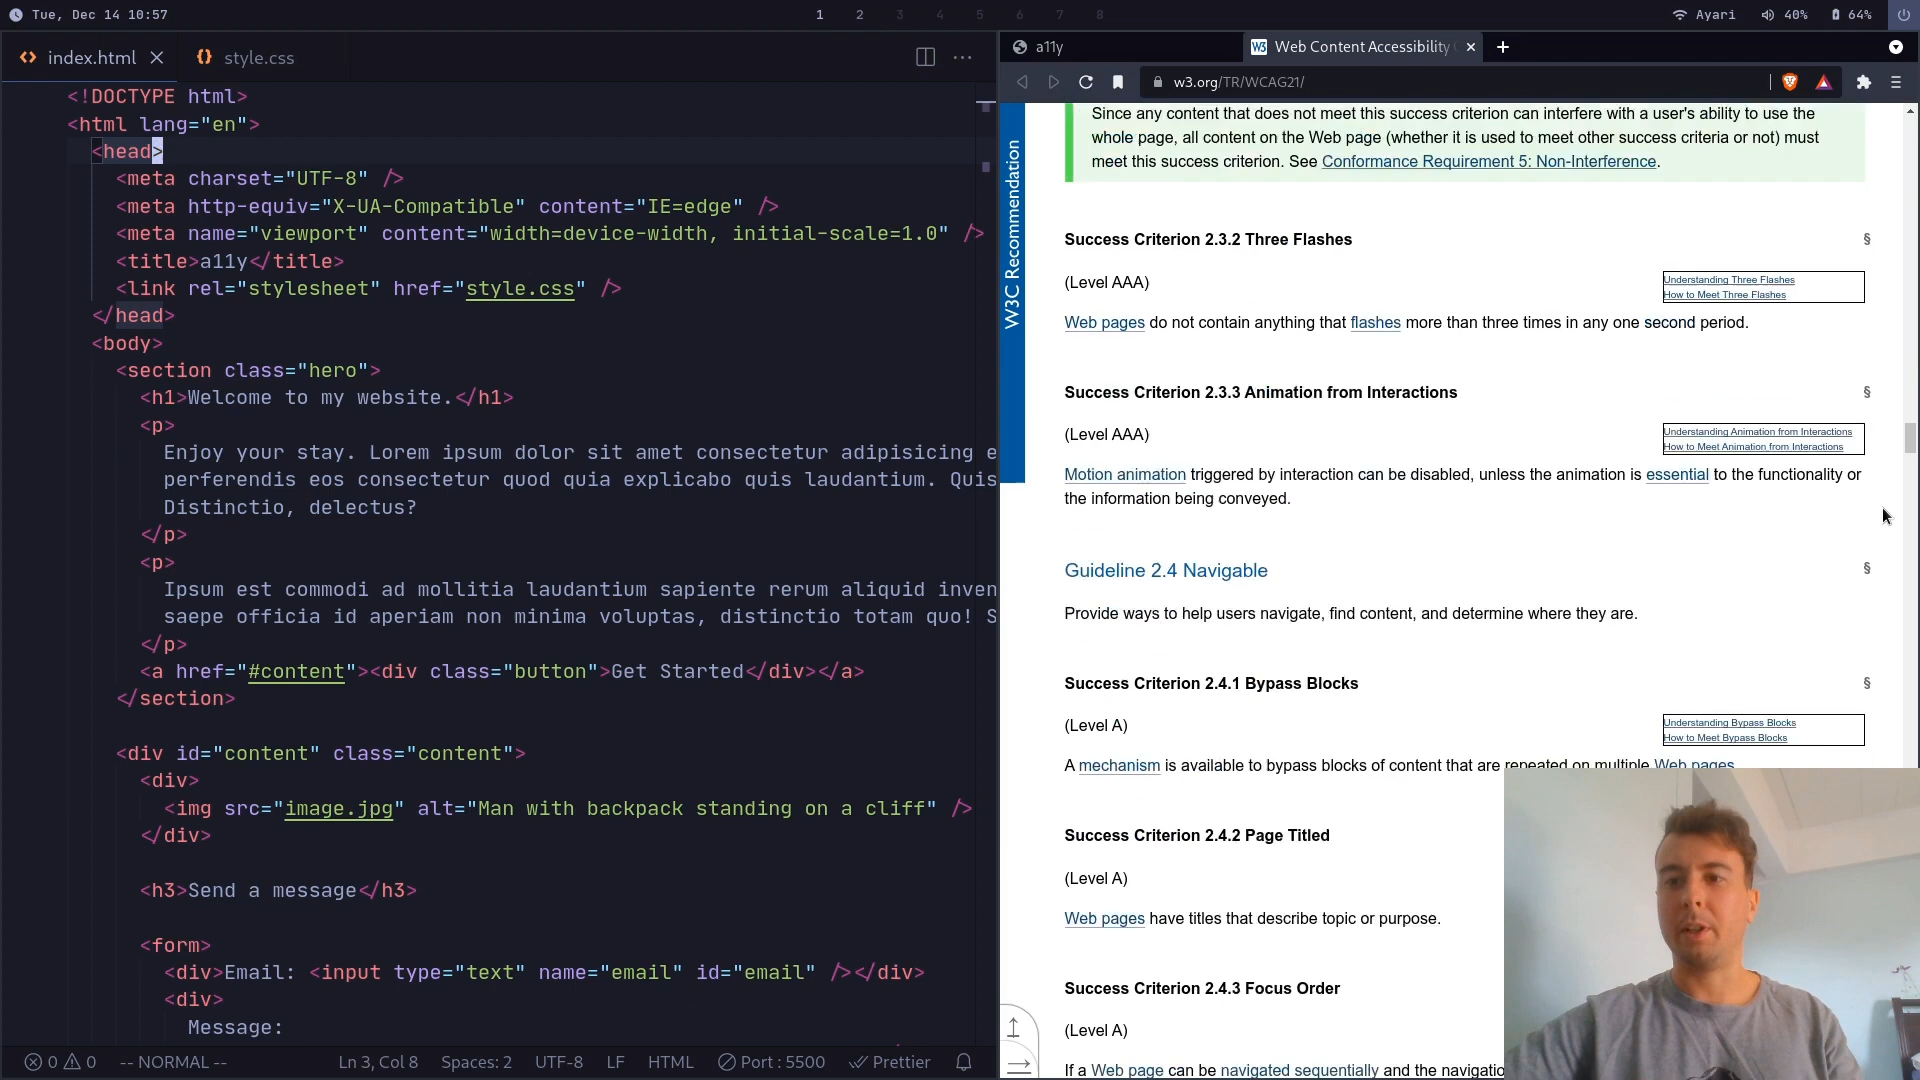 Tue, Dec 14 10:57
1 2 3 4 5 6 7 8
Ayari 40% 64%
index.html
style.css
<!DOCTYPE html>
<html lang="en">
<head>
<meta charset="UTF-8" />
<meta http-equiv="X-UA-Compatible" content="IE=edge" />
<meta name="viewport" content="width=device-width, initial-scale=1.0" />
<title>a11y</title>
<link rel="stylesheet" href="style.css" />
</head>
<body>
<section class="hero">
<h1>Welcome to my website.</h1>
<p>
Enjoy your stay. Lorem ipsum dolor sit amet consectetur adipisicing e
perferendis eos consectetur quod quia explicabo quis laudantium. Quis
Distinctio, delectus?
</p>
<p>
Ipsum est commodi ad mollitia laudantium sapiente rerum aliquid inven
saepe officia id aperiam non minima voluptas, distinctio totam quo! S
</p>
<a href="#content"><div class="button">Get Started</div></a>
</section>
<div id="content" class="content">
<div>
<img src="image.jpg" alt="Man with backpack standing on a cliff" />
</div>
<h3>Send a message</h3>
<form>
<div>Email: <input type="text" name="email" id="email" /></div>
<div>
Message:
0 0 -- NORMAL -- Ln 3, Col 8 Spaces: 2 UTF-8 LF HTML Port : 5500 Prettier
a11y
W3 Web Content Accessibility
w3.org/TR/WCAG21/
W3C Recommendation
Since any content that does not meet this success criterion can interfere with a user's ability to use the
whole page, all content on the Web page (whether it is used to meet other success criteria or not) must
meet this success criterion. See Conformance Requirement 5: Non-Interference.
Success Criterion 2.3.2 Three Flashes §
(Level AAA)
Understanding Three Flashes
How to Meet Three Flashes
Web pages do not contain anything that flashes more than three times in any one second period.
Success Criterion 2.3.3 Animation from Interactions §
(Level AAA)
Understanding Animation from Interactions
How to Meet Animation from Interactions
Motion animation triggered by interaction can be disabled, unless the animation is essential to the functionality or
the information being conveyed.
Guideline 2.4 Navigable §
Provide ways to help users navigate, find content, and determine where they are.
Success Criterion 2.4.1 Bypass Blocks §
(Level A)
Understanding Bypass Blocks
How to Meet Bypass Blocks
A mechanism is available to bypass blocks of content that are repeated on multiple Web pages.
Success Criterion 2.4.2 Page Titled
(Level A)
Web pages have titles that describe topic or purpose.
Success Criterion 2.4.3 Focus Order
(Level A)
If a Web page can be navigated sequentially and the navigatio